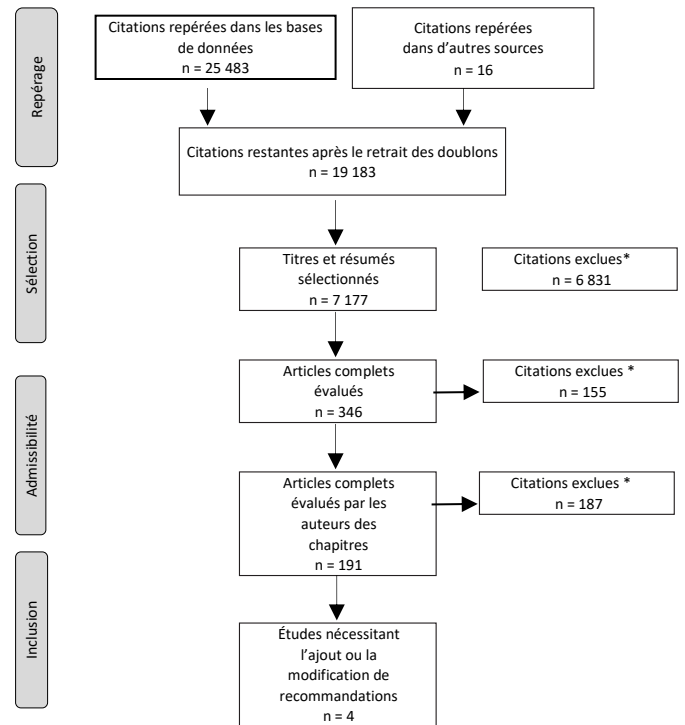 Repérage
Citations repérées dans les bases
de données
n = 25 483
Citations repérées
dans d’autres sources
n = 16
Citations restantes après le retrait des doublons
n = 19 183
Sélection
Titres et résumés
sélectionnés
n = 7 177
Citations exclues*
n = 6 831
Admissibilité
Articles complets
évalués
n = 346
Citations exclues *
n = 155
Articles complets
évalués par les
auteurs des
chapitres
n = 191
Citations exclues *
n = 187
Inclusion
Études nécessitant
l’ajout ou la
modification de
recommandations
n = 4